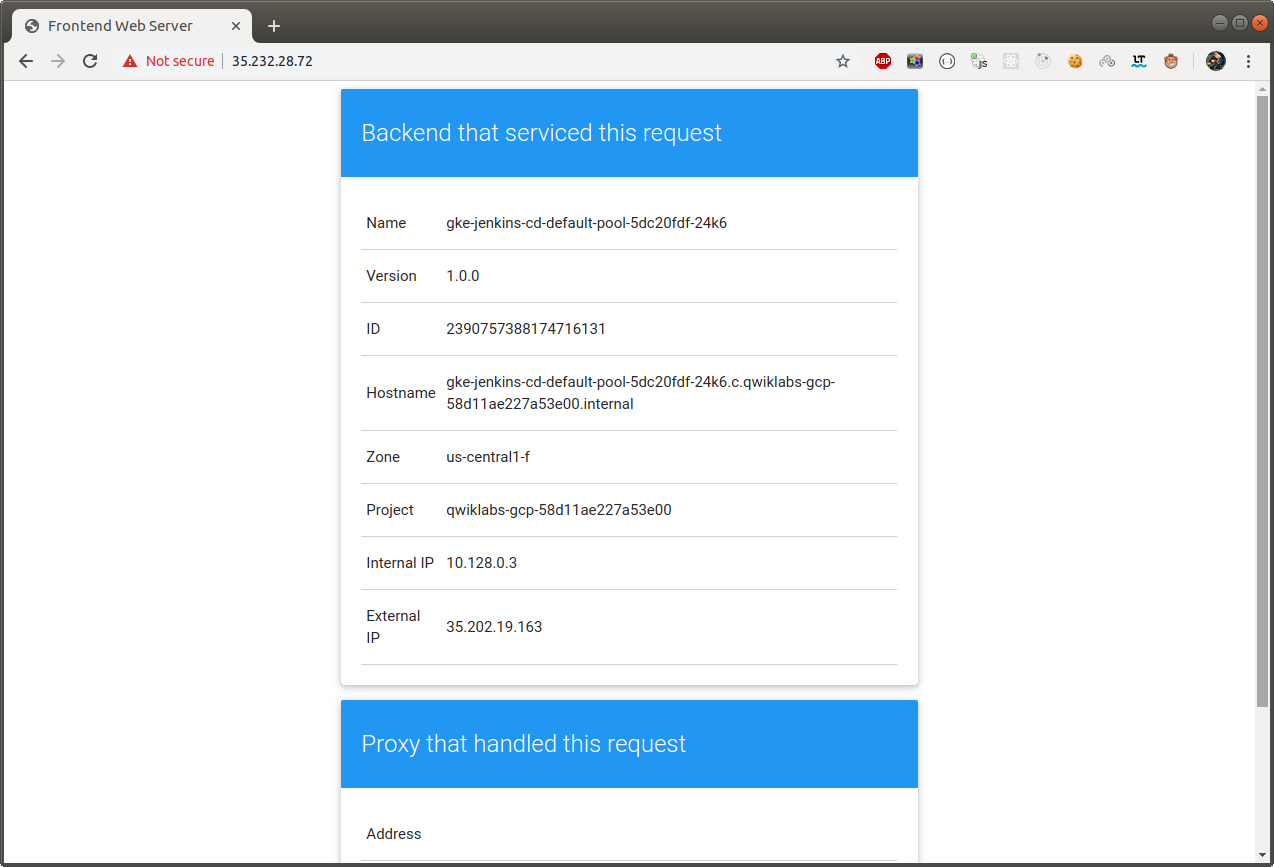 Frontend Web Server
Not secure 35.232.28.72
ABP
{-}
js
LT
Backend that serviced this request
Name gke-jenkins-cd-default-pool-5dc20fdf-24k6
Version 1.0.0
ID 2390757388174716131
Hostname gke-jenkins-cd-default-pool-5dc20fdf-24k6.c.qwiklabs-gcp-
58d11ae227a53e00.internal
Zone us-central1-f
Project qwiklabs-gcp-58d11ae227a53e00
Internal IP 10.128.0.3
External
IP 35.202.19.163
Proxy that handled this request
Address